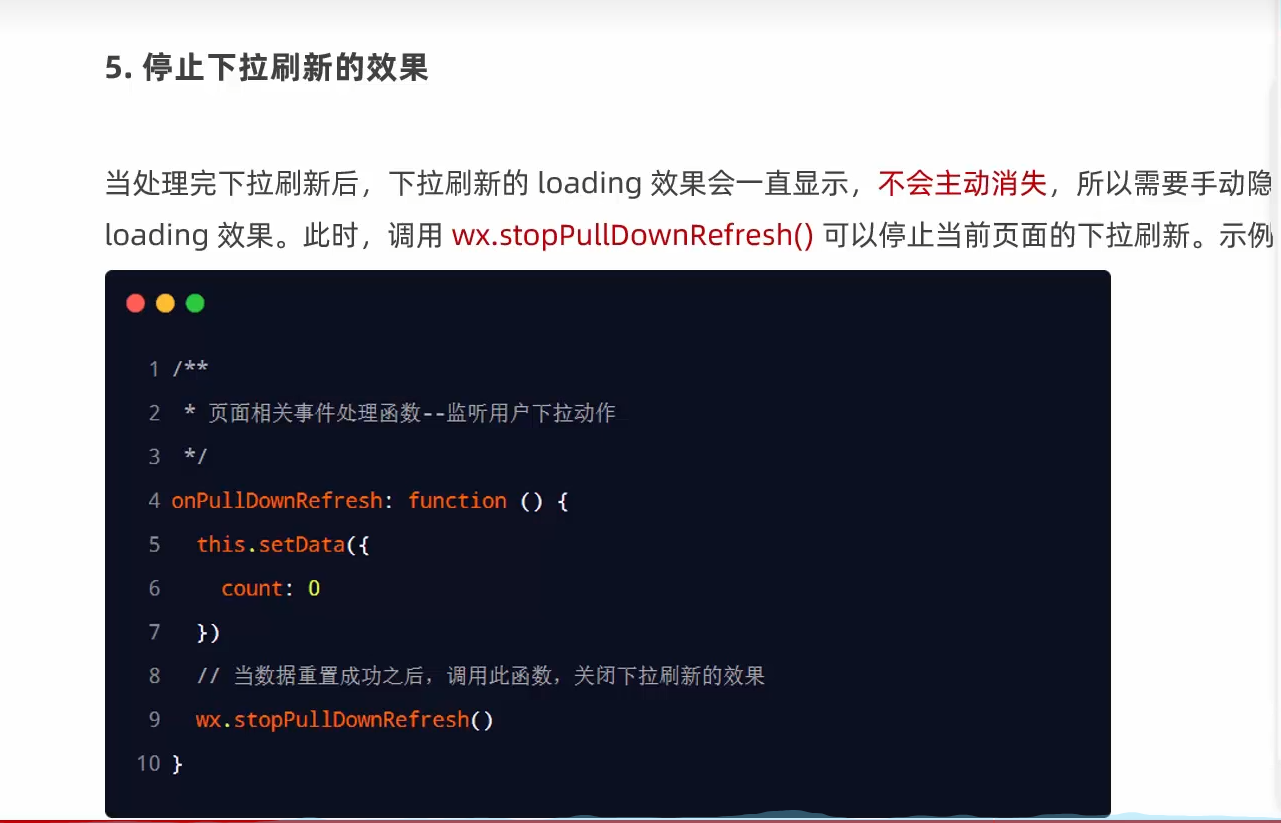 5. 停止下拉刷新的效果
当处理完下拉刷新后，下拉刷新的 loading 效果会一直显示，不会主动消失，所以需要手动隐
loading 效果。此时，调用 wx.stopPullDownRefresh() 可以停止当前页面的下拉刷新。示例
1 /**
2  * 页面相关事件处理函数--监听用户下拉动作
3  */
4 onPullDownRefresh: function () {
5   this.setData({
6     count: 0
7   })
8   // 当数据重置成功之后，调用此函数，关闭下拉刷新的效果
9   wx.stopPullDownRefresh()
10 }